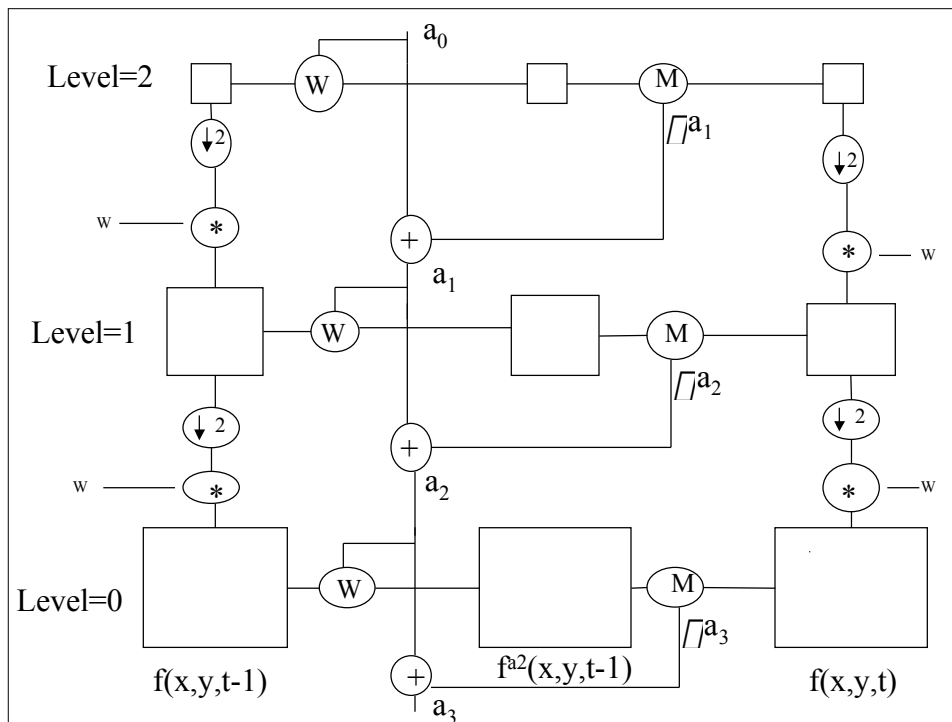 a0
Level=2
W
M
∏a1
↓2
↓2
w
*
+
*
w
a1
Level=1
W
M
∏a2
↓2
↓2
+
w
*
a2
*
w
Level=0
W
M
∏a3
f(x,y,t-1)
fa2(x,y,t-1)
f(x,y,t)
+
a3